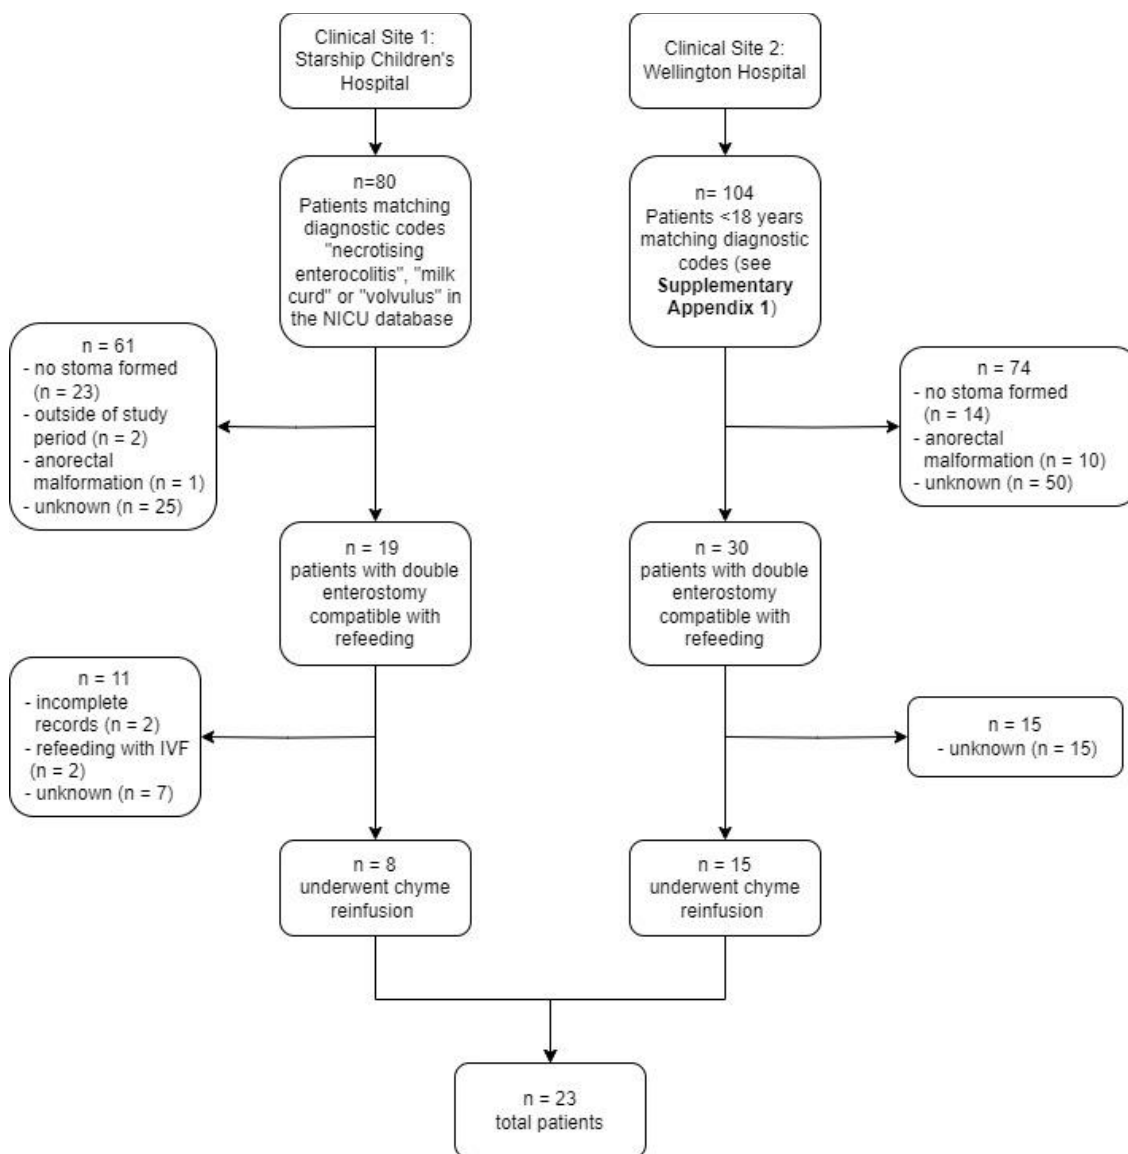 Clinical Site 1:
Starship Children's
Hospital
Clinical Site 2:
Wellington Hospital
n=80
Patients matching
diagnostic codes
"necrotising
enterocolitis", "milk
curd" or "volvulus" in
the NICU database
n= 104
Patients <18 years
matching diagnostic
codes (see
Supplementary
Appendix 1)
n = 61
- no stoma formed
(n = 23)
- outside of study
period (n = 2)
- anorectal
malformation (n = 1)
- unknown (n = 25)
n = 74
- no stoma formed
(n = 14)
- anorectal
malformation (n = 10)
- unknown (n = 50)
n = 19
patients with double
enterostomy
compatible with
refeeding
n = 30
patients with double
enterostomy
compatible with
refeeding
n = 11
- incomplete
records (n = 2)
- refeeding with IVF
(n = 2)
- unknown (n = 7)
n = 15
- unknown (n = 15)
n = 8
underwent chyme
reinfusion
n = 15
underwent chyme
reinfusion
n = 23
total patients